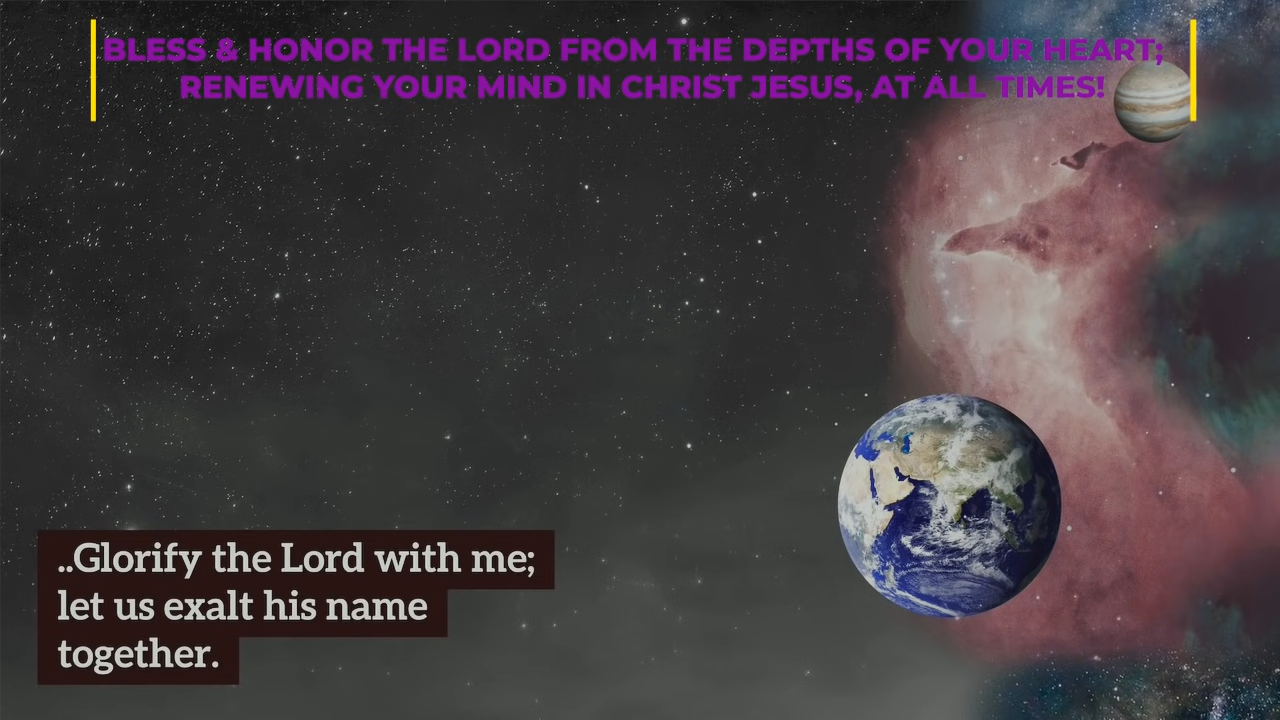 BLESS & HONOR THE LORD FROM THE DEPTHS OF YOUR HEART;
RENEWING YOUR MIND IN CHRIST JESUS, AT ALL TIMES!
..Glorify the Lord with me;
let us exalt his name
together.